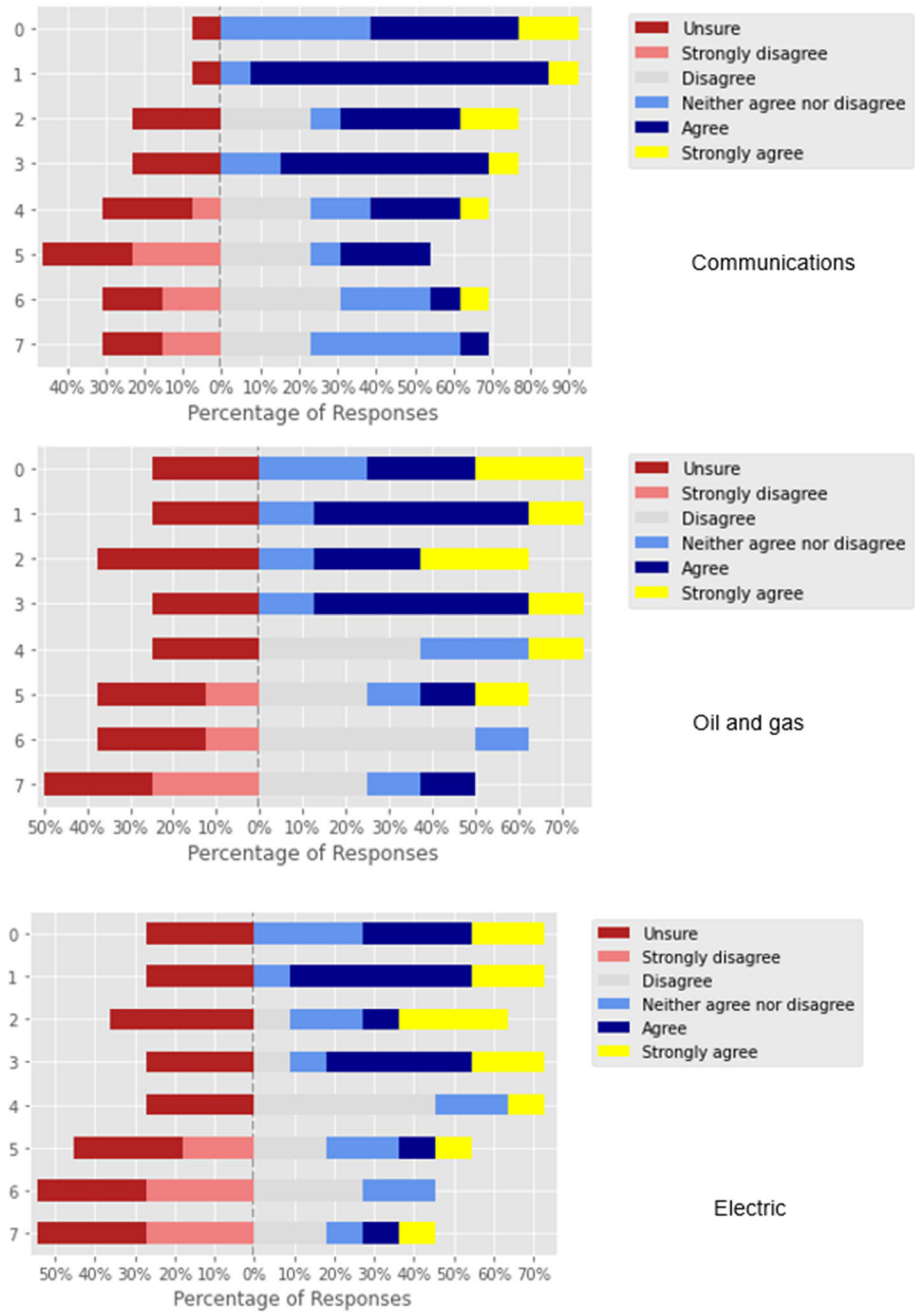 0
1
2
3
4
5
6
7
40% 30% 20% 10% 0% 10% 20% 30% 40% 50% 60% 70% 80% 90%
Percentage of Responses
Unsure
Strongly disagree
Disagree
Neither agree nor disagree
Agree
Strongly agree
Communications
0
1
2
3
4
5
6
7
50% 40% 30% 20% 10% 0% 10% 20% 30% 40% 50% 60% 70%
Percentage of Responses
Unsure
Strongly disagree
Disagree
Neither agree nor disagree
Agree
Strongly agree
Oil and gas
0
1
2
3
4
5
6
7
50% 40% 30% 20% 10% 0% 10% 20% 30% 40% 50% 60% 70%
Percentage of Responses
Unsure
Strongly disagree
Disagree
Neither agree nor disagree
Agree
Strongly agree
Electric